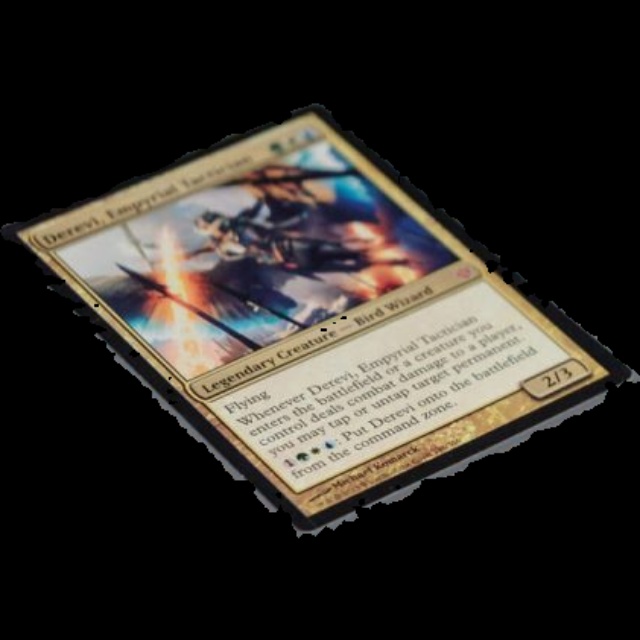 Derevi, Empyrial Tactician
Legendary Creature — Bird Wizard
Flying
Whenever Derevi, Empyrial Tactician
enters the battlefield or a creature you
control deals combat damage to a player,
you may tap or untap target permanent
: Put Derevi onto the battlefield
from the command zone.
2/3
Michael Komarck